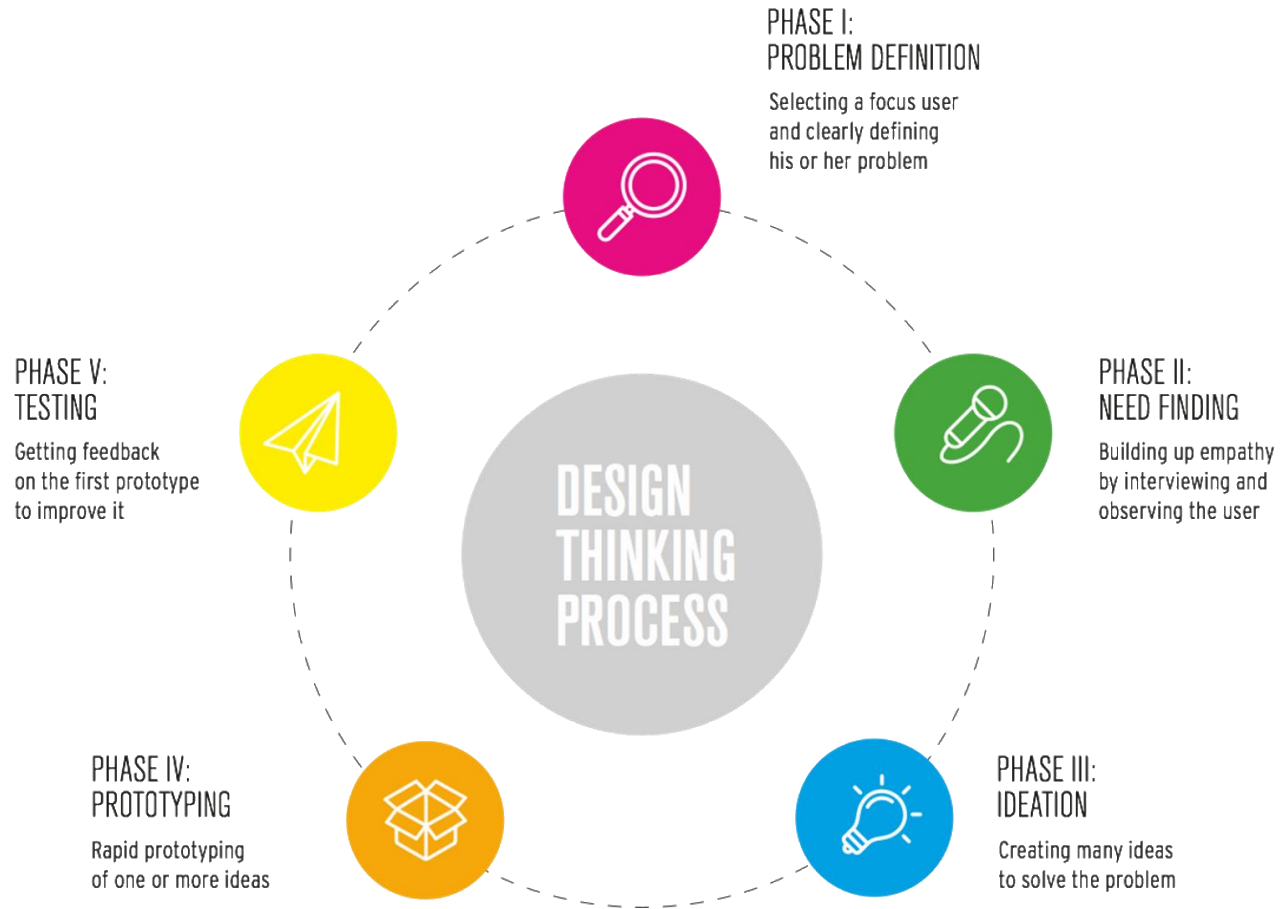 PHASE I:
PROBLEM DEFINITION
Selecting a focus user
and clearly defining
his or her problem
PHASE II:
NEED FINDING
Building up empathy
by interviewing and
observing the user
PHASE III:
IDEATION
Creating many ideas
to solve the problem
PHASE IV:
PROTOTYPING
Rapid prototyping
of one or more ideas
PHASE V:
TESTING
Getting feedback
on the first prototype
to improve it
DESIGN
THINKING
PROCESS